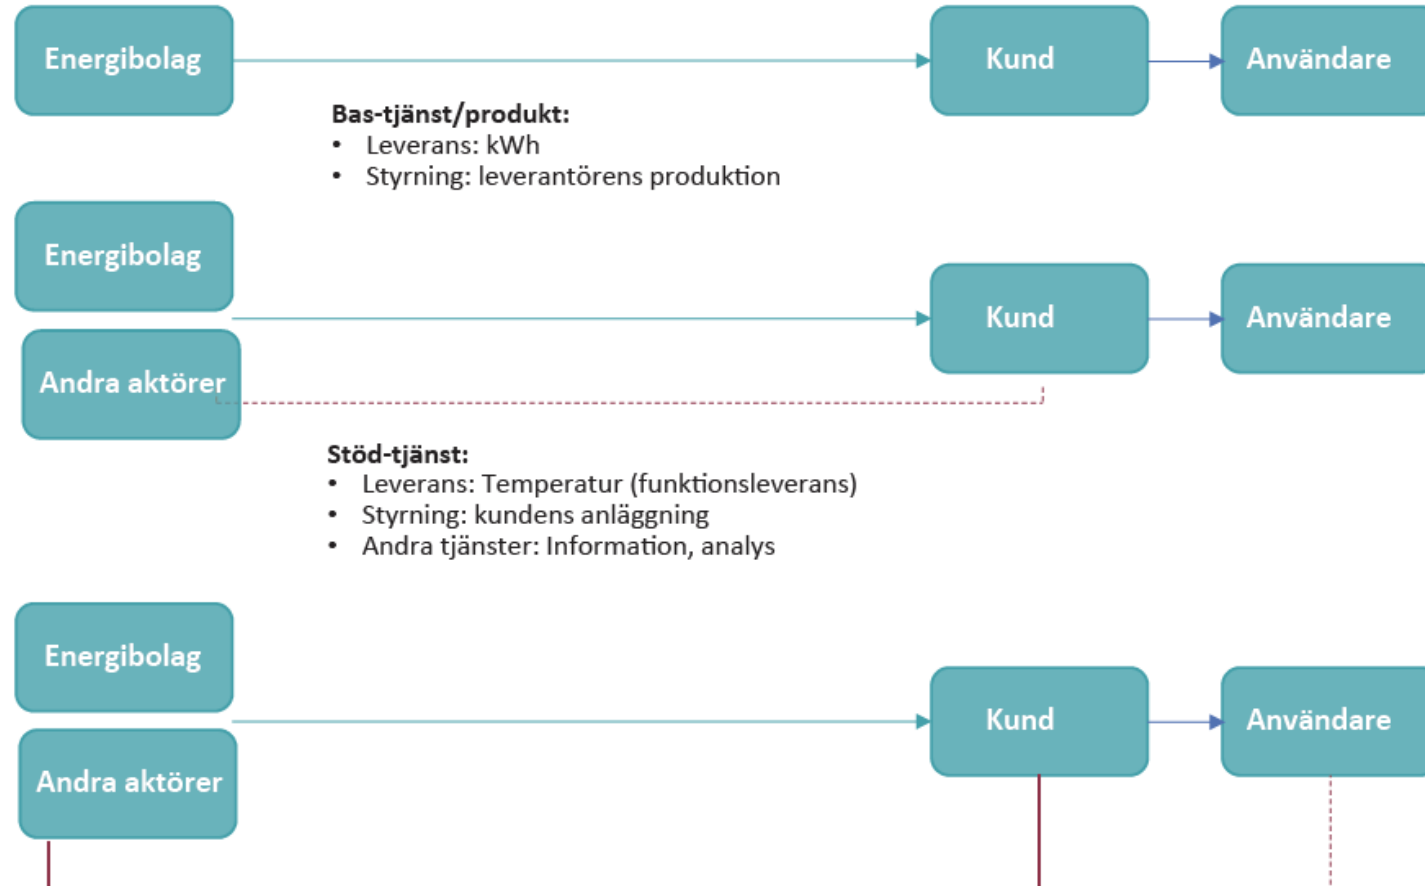 Energibolag
Kund
Användare
Bas-tjänst/produkt:
• Leverans: kWh
• Styrning: leverantörens produktion
Energibolag
Kund
Användare
Andra aktörer
Stöd-tjänst:
• Leverans: Temperatur (funktionsleverans)
• Styrning: kundens anläggning
• Andra tjänster: Information, analys
Energibolag
Kund
Användare
Andra aktörer